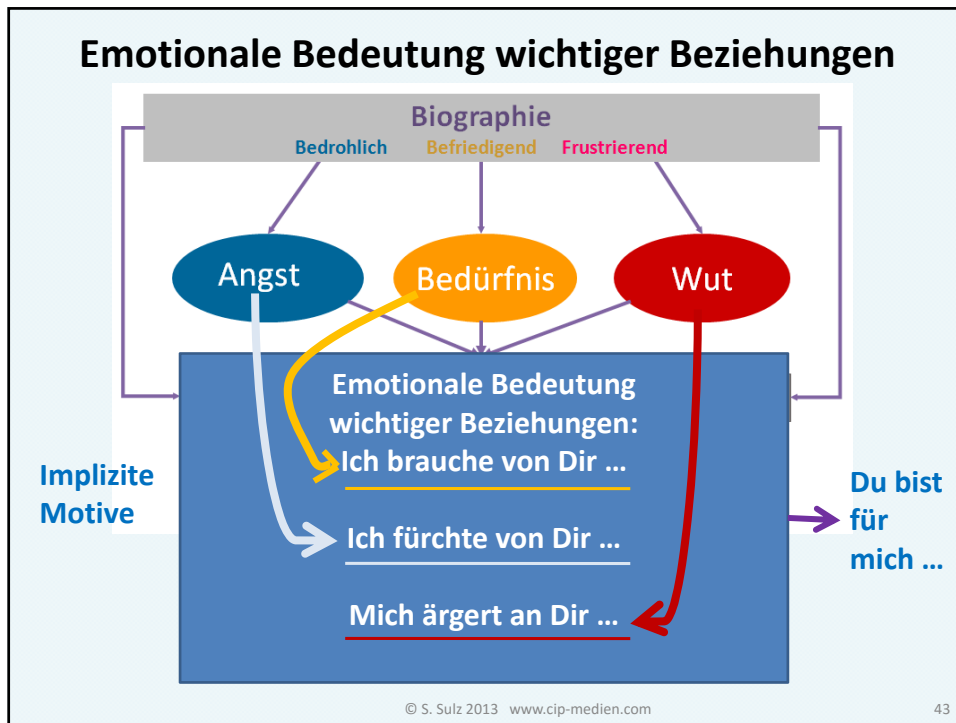 Emotionale Bedeutung wichtiger Beziehungen
Biographie
Bedrohlich Befriedigend Frustrierend
Angst
Bedürfnis
Wut
Emotionale Bedeutung
wichtiger Beziehungen:
Ich brauche von Dir …
Ich fürchte von Dir …
Mich ärgert an Dir …
Implizite
Motive
Du bist
für
mich …
© S. Sulz 2013 www.cip-medien.com
43